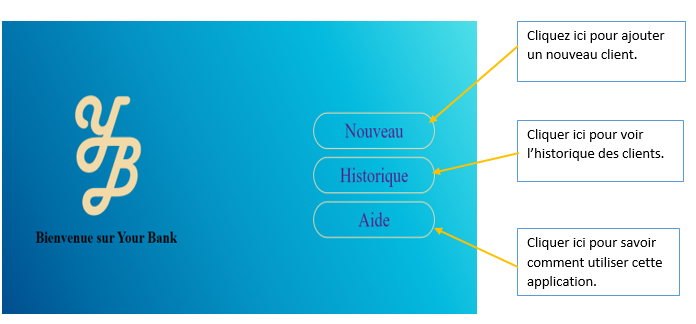 YB
Bienvenue sur Your Bank
Nouveau
Historique
Aide
Cliquez ici pour ajouter
un nouveau client.
Cliquer ici pour voir
l’historique des clients.
Cliquer ici pour savoir
comment utiliser cette
application.